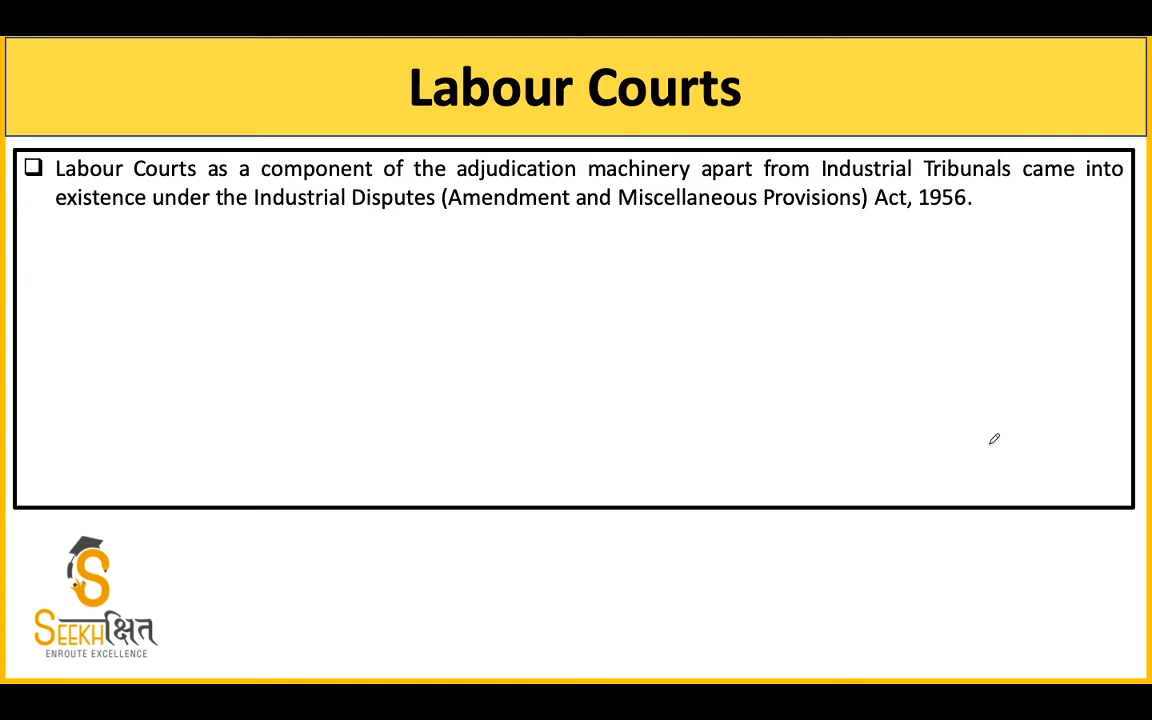 Labour Courts
❑ Labour Courts as a component of the adjudication machinery apart from Industrial Tribunals came into
existence under the Industrial Disputes (Amendment and Miscellaneous Provisions) Act, 1956.
S
SEEKHक्षित
ENROUTE EXCELLENCE